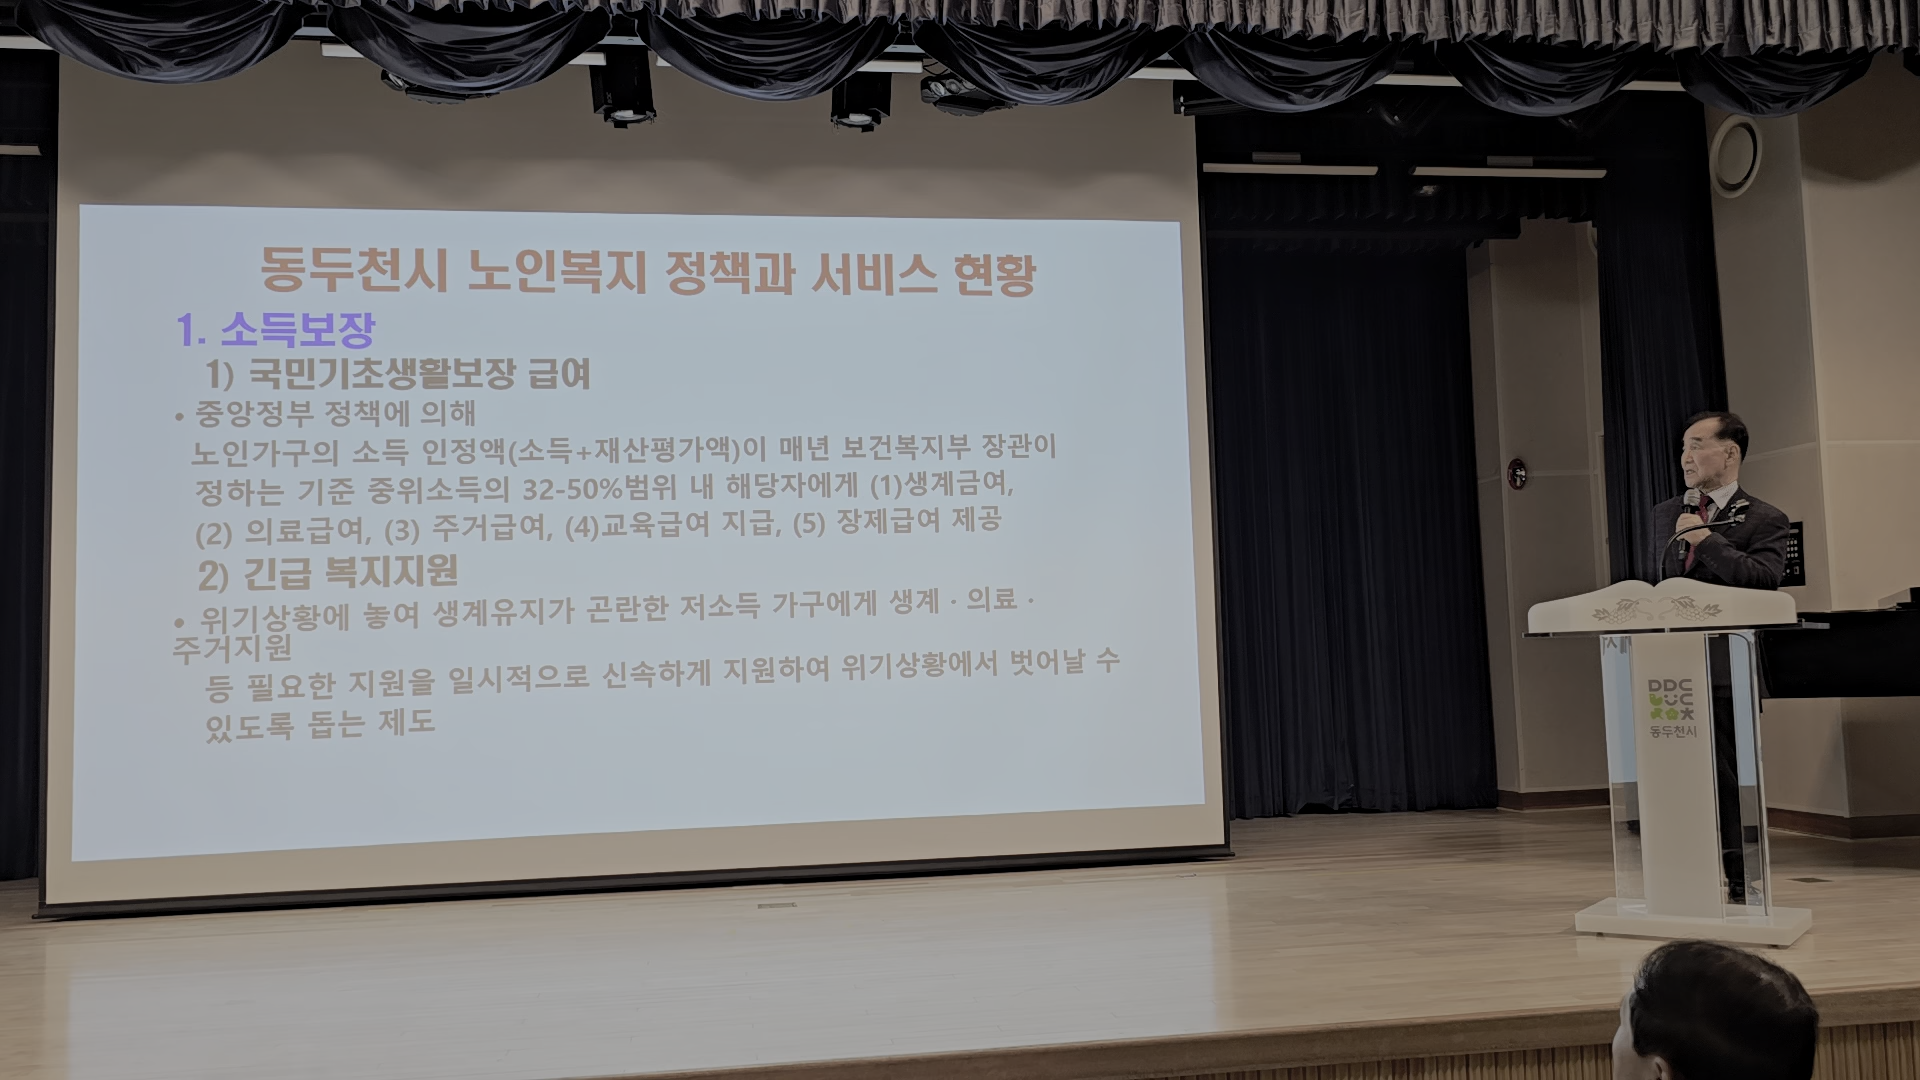 동두천시 노인복지 정책과 서비스 현황
1. 소득보장
1) 국민기초생활보장 급여
• 중앙정부 정책에 의해
노인가구의 소득 인정액(소득+재산평가액)이 매년 보건복지부 장관이
정하는 기준 중위소득의 32-50%범위 내 해당자에게 (1)생계금여,
(2) 의료급여, (3) 주거급여, (4)교육급여 지급, (5) 장제급여 제공
2) 긴급 복지지원
• 위기상황에 놓여 생계유지가 곤란한 저소득 가구에게 생계 · 의료 ·
주거지원
등 필요한 지원을 일시적으로 신속하게 지원하여 위기상황에서 벗어날 수
있도록 돕는 제도
DDC
동두천시